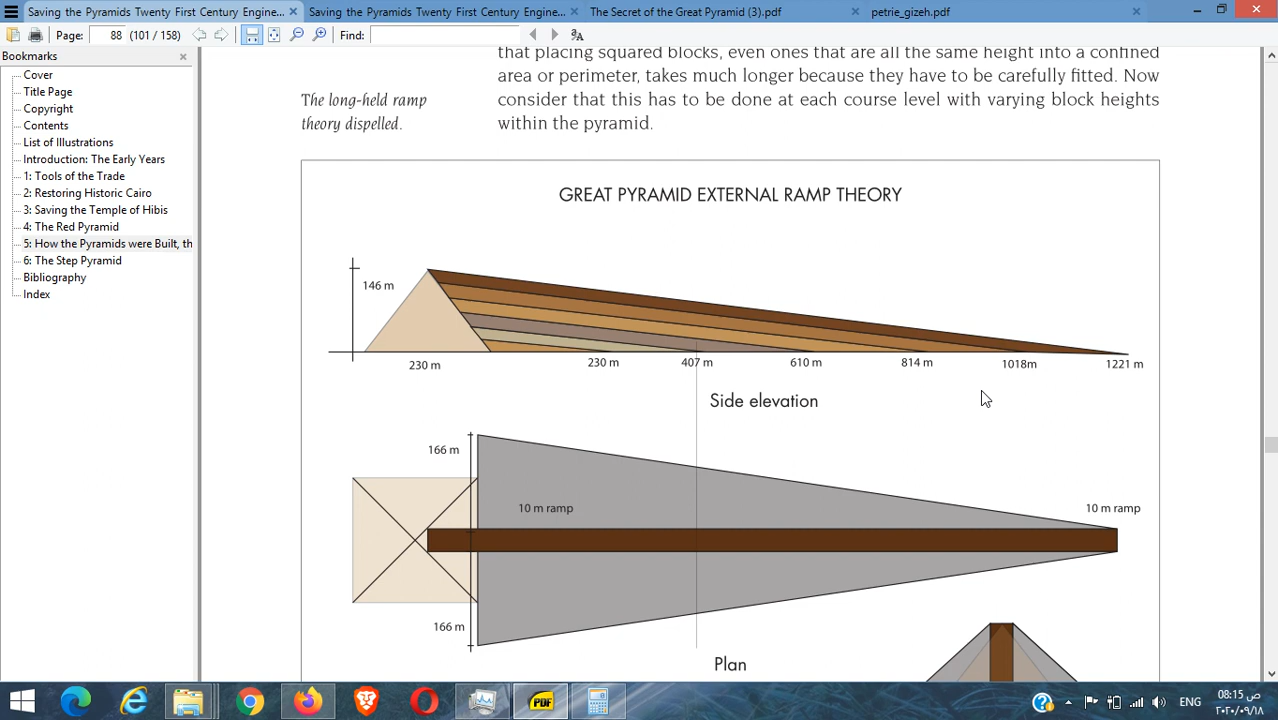 Saving the Pyramids Twenty First Century Engine...
Saving the Pyramids Twenty First Century Engine...
The Secret of the Great Pyramid (3).pdf
petrie_gizeh.pdf
Page:
88 (101 / 158)
Find:
Bookmarks
Cover
Title Page
Copyright
Contents
List of Illustrations
Introduction: The Early Years
1: Tools of the Trade
2: Restoring Historic Cairo
3: Saving the Temple of Hibis
4: The Red Pyramid
5: How the Pyramids were Built, th
6: The Step Pyramid
Bibliography
Index
that placing squared blocks, even ones that are all the same height into a confined
area or perimeter, takes much longer because they have to be carefully fitted. Now
consider that this has to be done at each course level with varying block heights
within the pyramid.
The long-held ramp
theory dispelled.
GREAT PYRAMID EXTERNAL RAMP THEORY
146 m
230 m
230 m
407 m
610 m
814 m
1018m
1221 m
Side elevation
166 m
10 m ramp
10 m ramp
166 m
Plan
PDF
ENG
08:15 ص
٢٠٢٠/٠٩/١٨